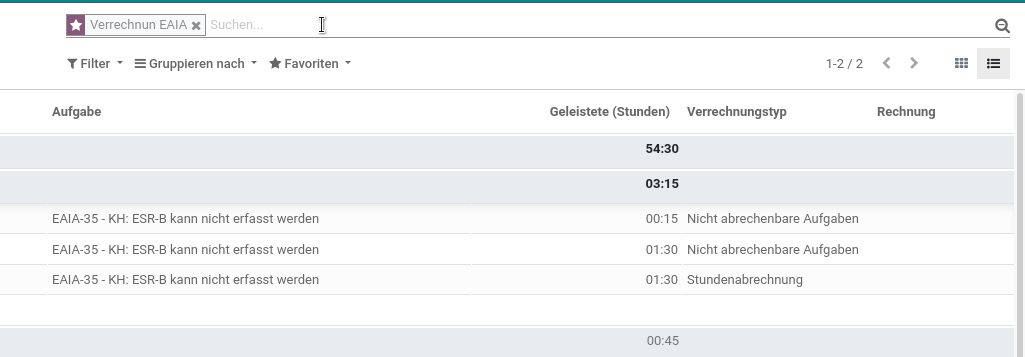 Verrechnun EAIA Suchen...
Filter Gruppieren nach Favoriten 1-2 / 2
Aufgabe Geleistete (Stunden) Verrechnungstyp Rechnung
54:30
03:15
EAIA-35 - KH: ESR-B kann nicht erfasst werden 00:15 Nicht abrechenbare Aufgaben
EAIA-35 - KH: ESR-B kann nicht erfasst werden 01:30 Nicht abrechenbare Aufgaben
EAIA-35 - KH: ESR-B kann nicht erfasst werden 01:30 Stundenabrechnung
00:45